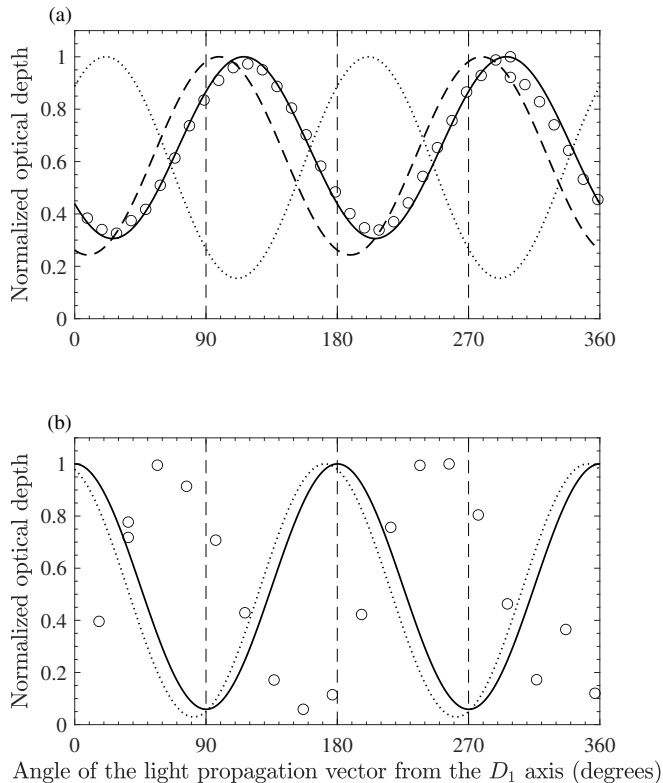 (a)
Normalized optical depth
1
0.8
0.6
0.4
0.2
0
0 90 180 270 360
(b)
Normalized optical depth
1
0.8
0.6
0.4
0.2
0
0 90 180 270 360
Angle of the light propagation vector from the D₁ axis (degrees)